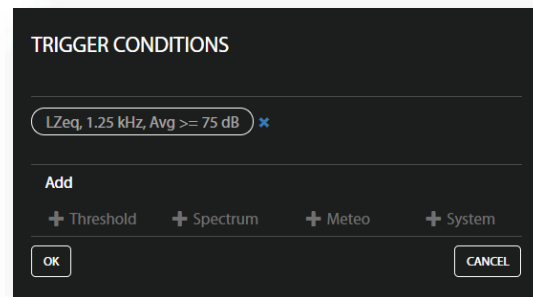 TRIGGER CONDITIONS
LZeq, 1.25 kHz, Avg >= 75 dB
Add
Threshold Spectrum Meteo System
OK CANCEL